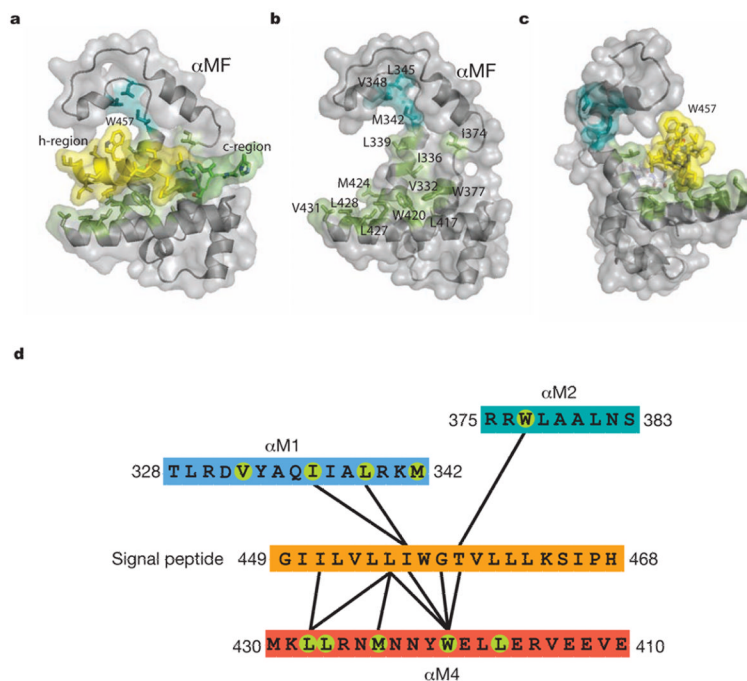 a
αMF
W457
h-region
c-region
b
αMF
L345
V348
M342
L339
I374
I336
M424
V332
W377
V431
L428
W420
L417
L427
c
W457
d
αM2
375 RRWLAALNS 383
αM1
328 TLRDVYAQIIALRKM 342
Signal peptide 449 GIILVLLIWGTVLLLKSIPH 468
430 MKLLRNMNNYWELLERVEEVE 410
αM4